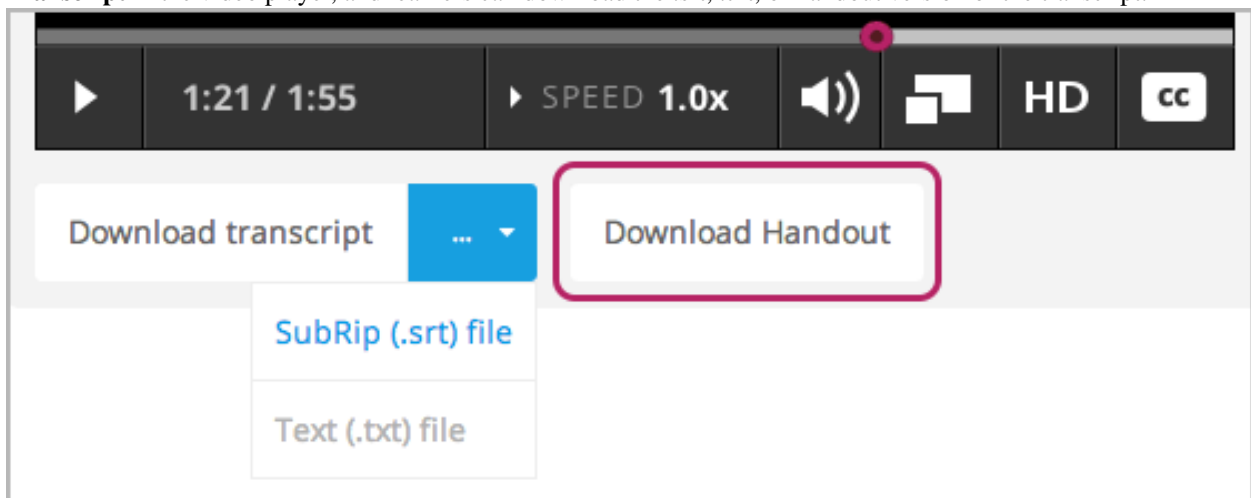 1:21 / 1:55 SPEED 1.0x HD cc
Download transcript ... Download Handout
SubRip (.srt) file
Text (.txt) file